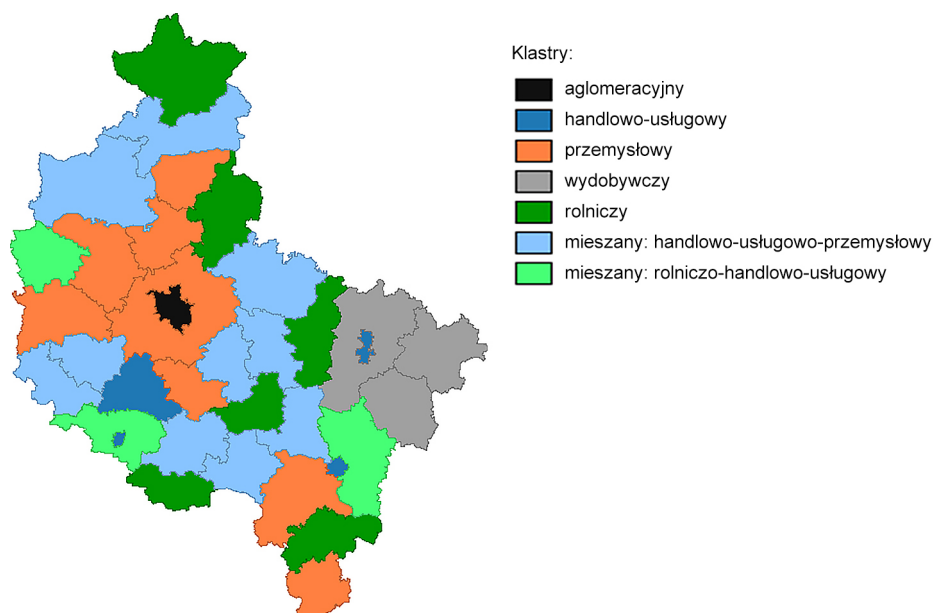 Klastry:
aglomeracyjny
handlowo-usługowy
przemysłowy
wydobywczy
rolniczy
mieszany: handlowo-usługowo-przemysłowy
mieszany: rolniczo-handlowo-usługowy